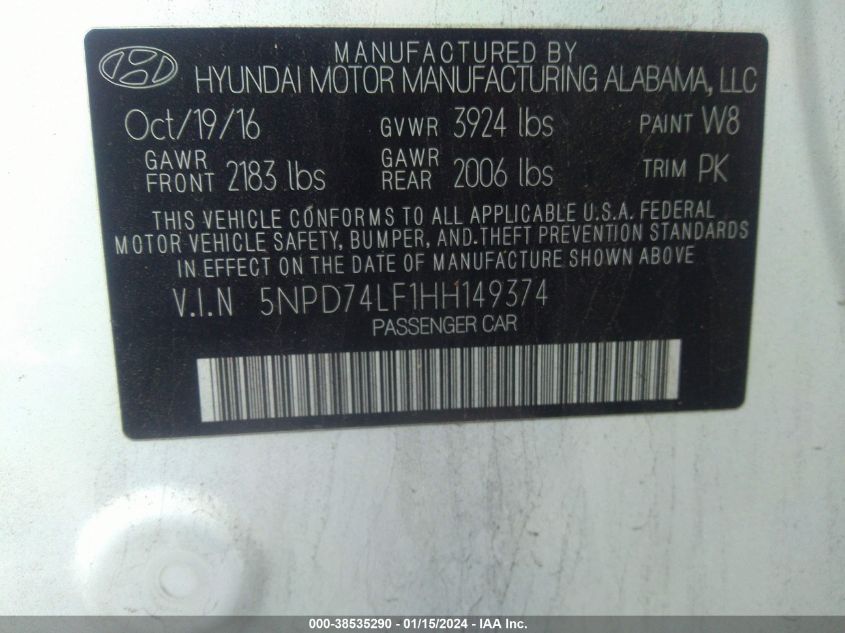 MANUFACTURED BY
HYUNDAI MOTOR MANUFACTURING ALABAMA, LLC
Oct/19/16 GVWR 3924 lbs PAINT W8
GAWR FRONT 2183 lbs GAWR REAR 2006 lbs TRIM PK
THIS VEHICLE CONFORMS TO ALL APPLICABLE U.S.A. FEDERAL
MOTOR VEHICLE SAFETY, BUMPER, AND THEFT PREVENTION STANDARDS
IN EFFECT ON THE DATE OF MANUFACTURE SHOWN ABOVE
V.I.N 5NPD74LF1HH149374
PASSENGER CAR
000-38535290 - 01/15/2024 - IAA Inc.